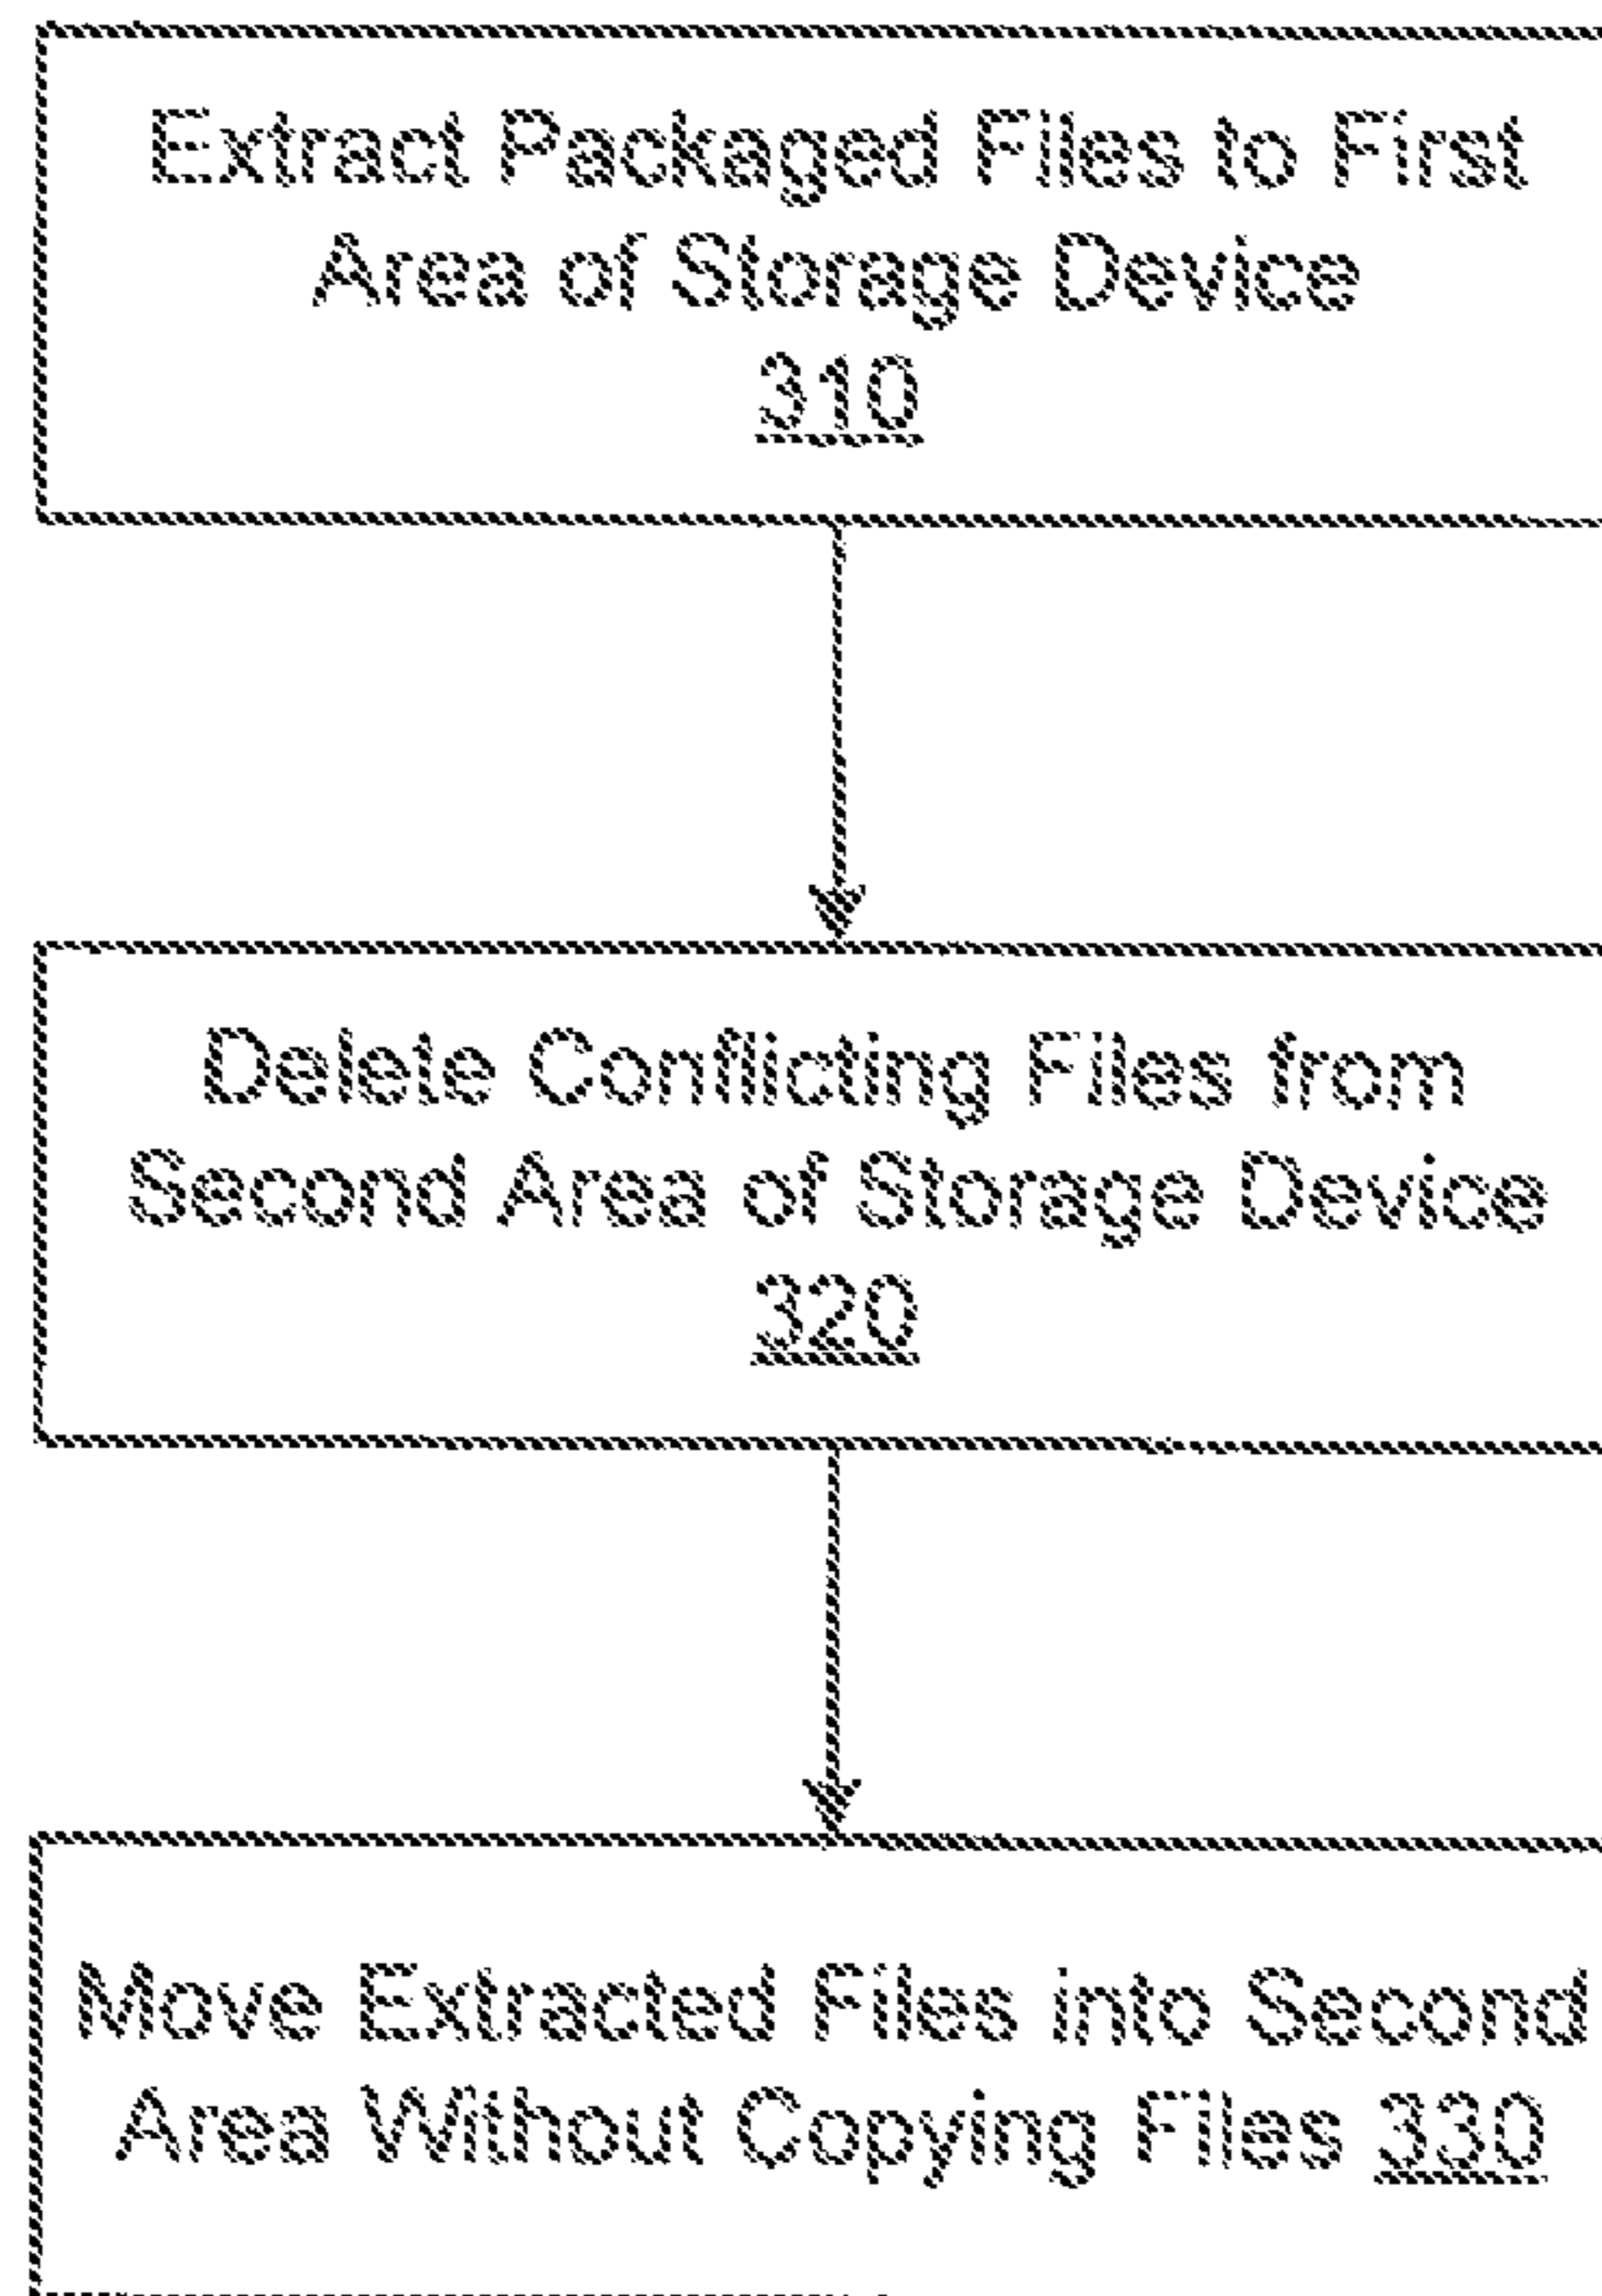 Extract Packaged Files to First
Area of Storage Device
310
Delete Conflicting Files from
Second Area of Storage Device
320
Move Extracted Files into Second
Area Without Copying Files 330